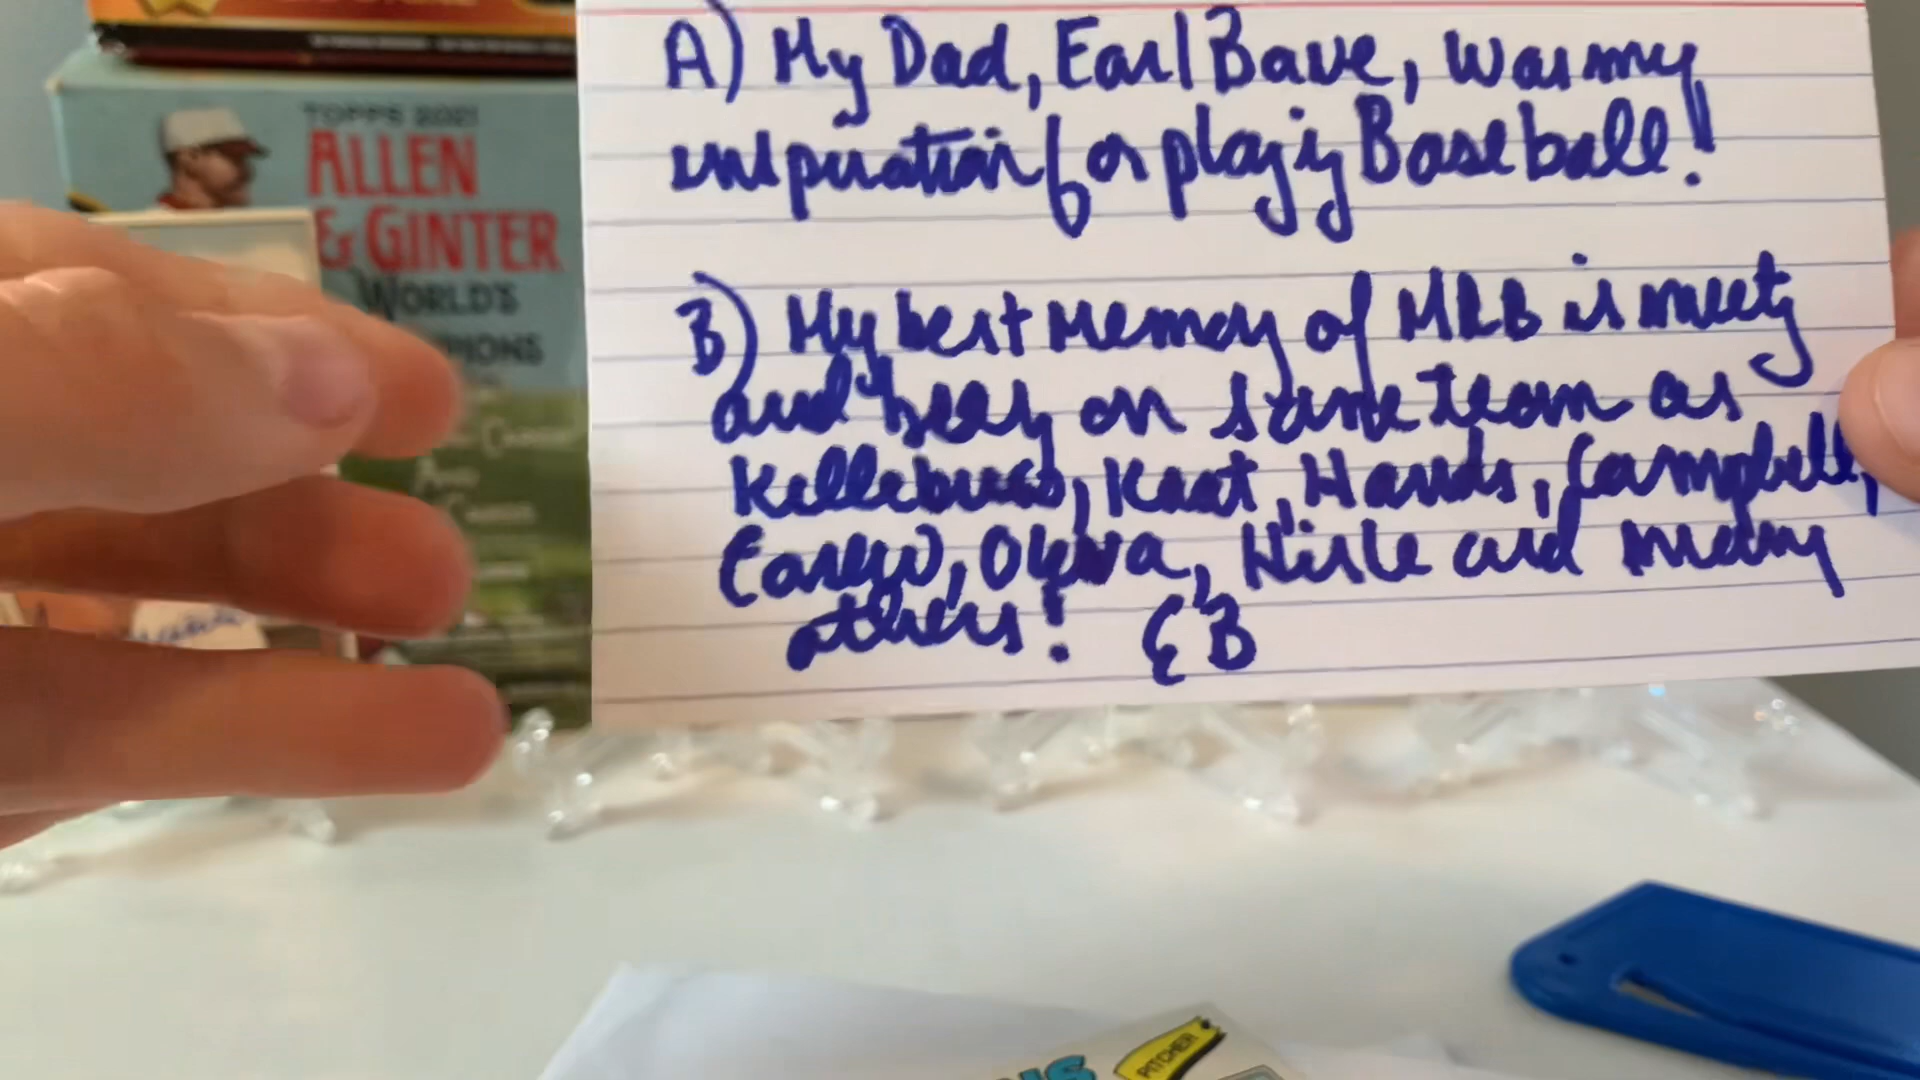 TOPPS 2021
ALLEN
& GINTER
WORLD'S
A) My Dad, Earl Bane, was my
inspiration for playing Baseball!
B) My best Memory of MLB is meetg
and being on same team as
Killebrew, Kaat, Hands, Campbell,
Carew, Oliva, Hisle and many
others! EB
PITCHER